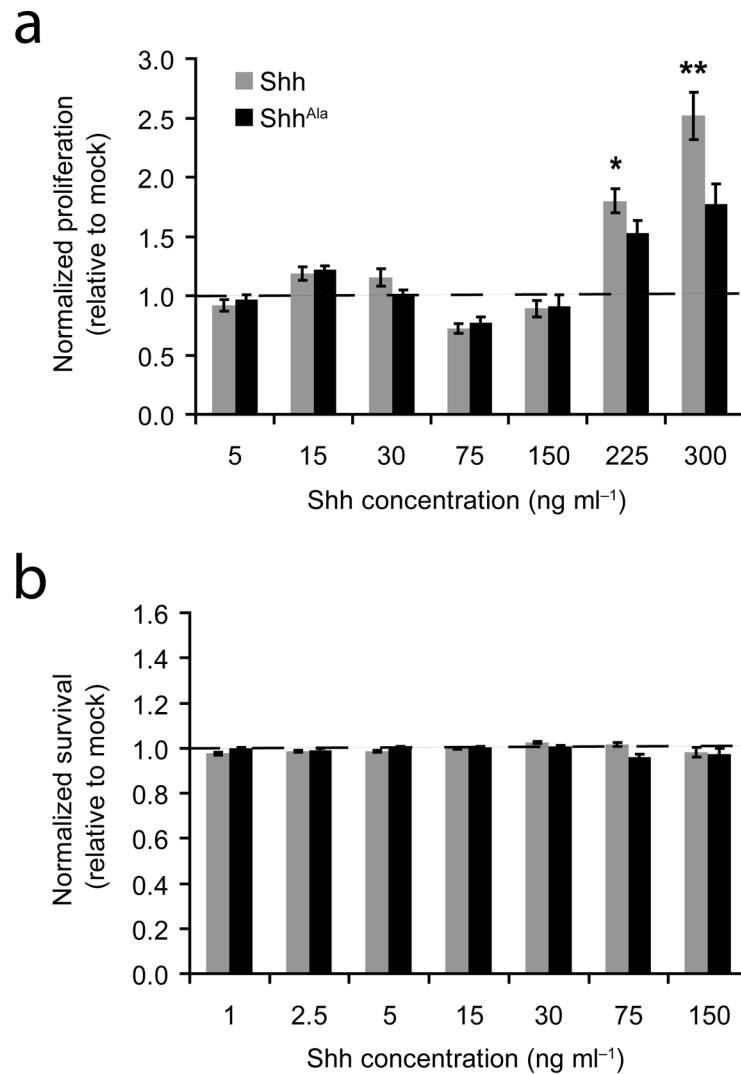 a
Normalized proliferation
(relative to mock)
3.0
2.5
2.0
1.5
1.0
0.5
0.0
Shh
Shh^Ala
*
**
5 15 30 75 150 225 300
Shh concentration (ng ml⁻¹)
b
Normalized survival
(relative to mock)
1.6
1.4
1.2
1.0
0.8
0.6
0.4
0.2
0.0
1 2.5 5 15 30 75 150
Shh concentration (ng ml⁻¹)